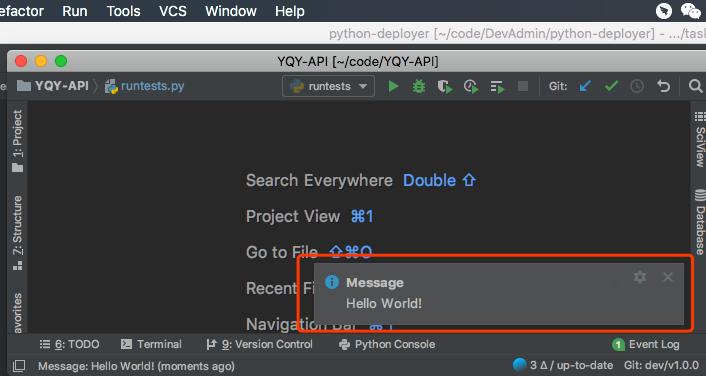 efactor Run Tools VCS Window Help
python-deployer [~/code/DevAdmin/python-deployer] - .../task
YQY-API [~/code/YQY-API]
YQY-API runtests.py runtests Git:
1: Project
SciView
Search Everywhere Double ⇧
Project View ⌘1
Z: Structure
Database
Go to File ⇧⌘O
Recent Fi
Message
Hello World!
Navigation Bar
avorites
6: TODO Terminal 9: Version Control Python Console 1 Event Log
Message: Hello World! (moments ago) 3 Δ / up-to-date Git: dev/v1.0.0